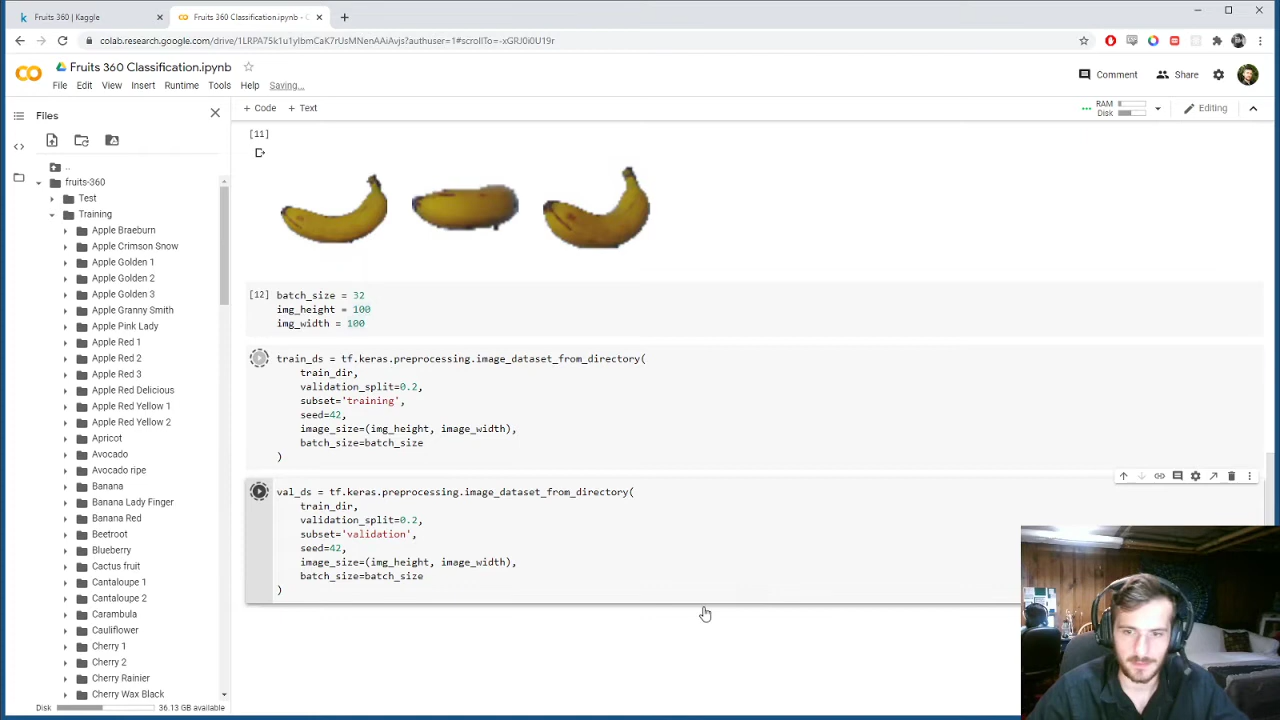 Fruits 360 | Kaggle
Fruits 360 Classification.ipynb - C
colab.research.google.com/drive/1LRPA75k1u1yIbmCaK7rUsMNenAAiAvjs?authuser=1#scrollTo=-xGRJ0i0U19r
Fruits 360 Classification.ipynb
File Edit View Insert Runtime Tools Help Saving...
Comment Share
Files
+ Code + Text
RAM
Disk
Editing
..
fruits-360
Test
Training
Apple Braeburn
Apple Crimson Snow
Apple Golden 1
Apple Golden 2
Apple Golden 3
Apple Granny Smith
Apple Pink Lady
Apple Red 1
Apple Red 2
Apple Red 3
Apple Red Delicious
Apple Red Yellow 1
Apple Red Yellow 2
Apricot
Avocado
Avocado ripe
Banana
Banana Lady Finger
Banana Red
Beetroot
Blueberry
Cactus fruit
Cantaloupe 1
Cantaloupe 2
Carambula
Cauliflower
Cherry 1
Cherry 2
Cherry Rainier
Cherry Wax Black
Disk 36.13 GB available
[11]
[12] batch_size = 32
img_height = 100
img_width = 100
train_ds = tf.keras.preprocessing.image_dataset_from_directory(
train_dir,
validation_split=0.2,
subset='training',
seed=42,
image_size=(img_height, image_width),
batch_size=batch_size
)
val_ds = tf.keras.preprocessing.image_dataset_from_directory(
train_dir,
validation_split=0.2,
subset='validation',
seed=42,
image_size=(img_height, image_width),
batch_size=batch_size
)